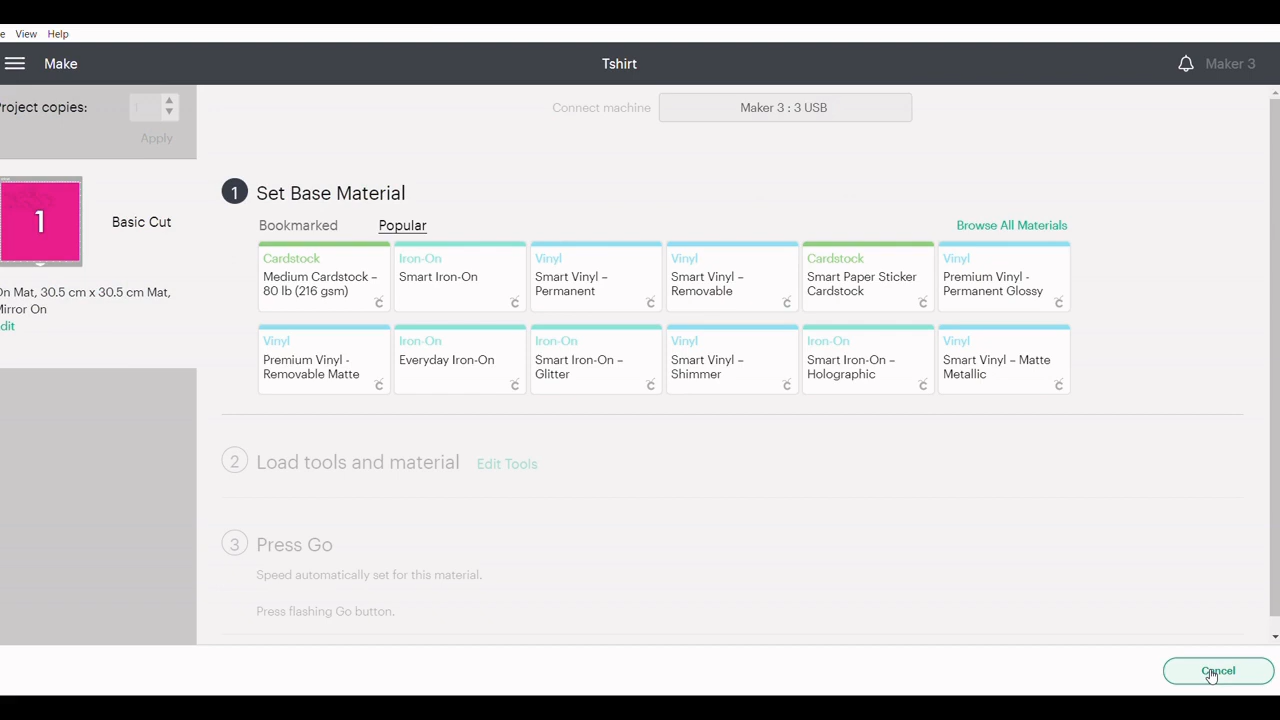 e View Help
Make
Tshirt
Maker 3
Project copies:
Apply
Connect machine
Maker 3 : 3 USB
1
Basic Cut
On Mat, 30.5 cm x 30.5 cm Mat,
Mirror On
dit
1 Set Base Material
Bookmarked Popular
Browse All Materials
Cardstock
Medium Cardstock –
80 lb (216 gsm)
Iron-On
Smart Iron-On
Vinyl
Smart Vinyl –
Permanent
Vinyl
Smart Vinyl –
Removable
Cardstock
Smart Paper Sticker
Cardstock
Vinyl
Premium Vinyl -
Permanent Glossy
Vinyl
Premium Vinyl -
Removable Matte
Iron-On
Everyday Iron-On
Iron-On
Smart Iron-On –
Glitter
Vinyl
Smart Vinyl –
Shimmer
Iron-On
Smart Iron-On –
Holographic
Vinyl
Smart Vinyl – Matte
Metallic
2 Load tools and material Edit Tools
3 Press Go
Speed automatically set for this material.
Press flashing Go button.
Cancel